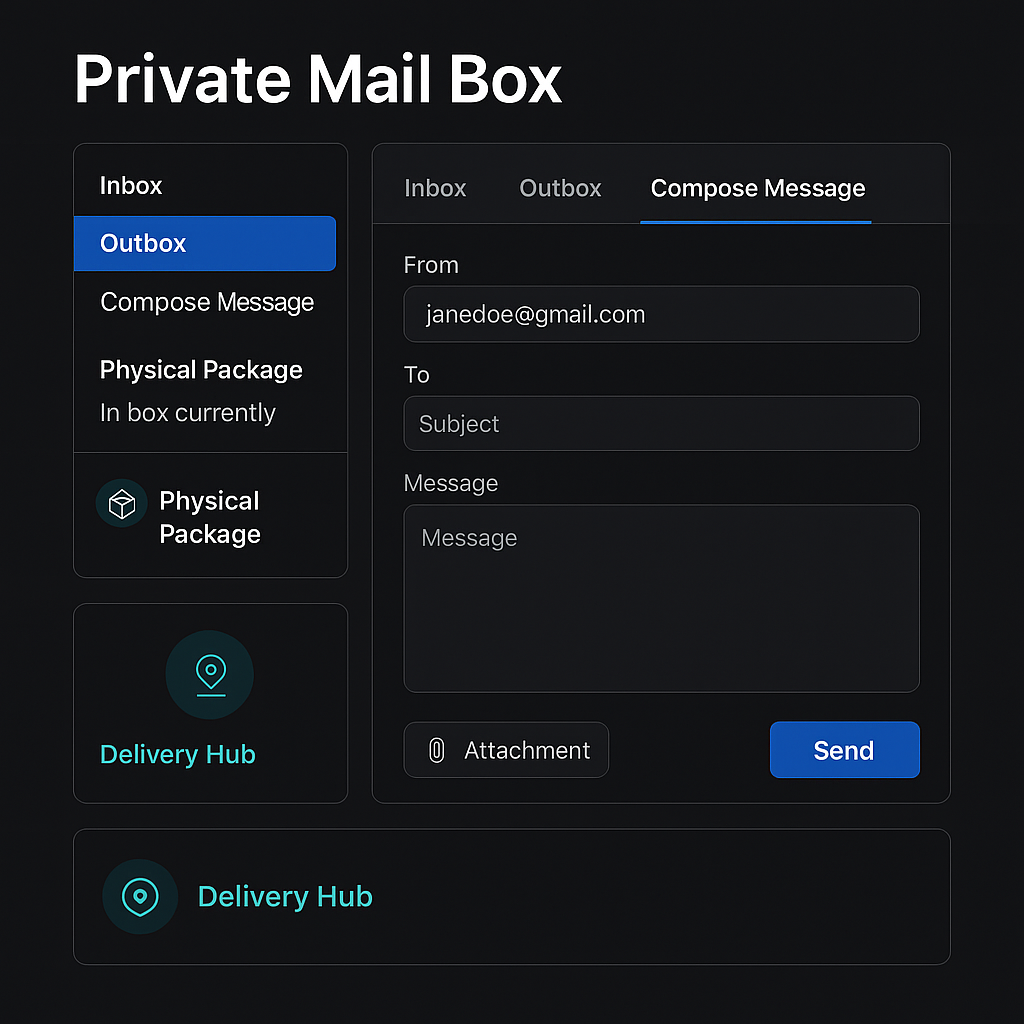 Private Mail Box
Inbox
Outbox
Compose Message
Physical Package
In box currently
Physical
Package
Delivery Hub
Inbox Outbox Compose Message
From
janedoe@gmail.com
To
Subject
Message
Message
Attachment
Send
Delivery Hub